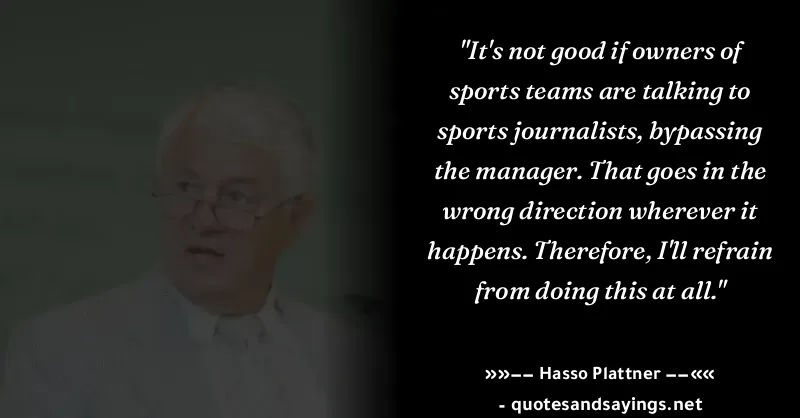 "It's not good if owners of
sports teams are talking to
sports journalists, bypassing
the manager. That goes in the
wrong direction wherever it
happens. Therefore, I'll refrain
from doing this at all."
»»–– Hasso Plattner ––««
- quotesandsayings.net